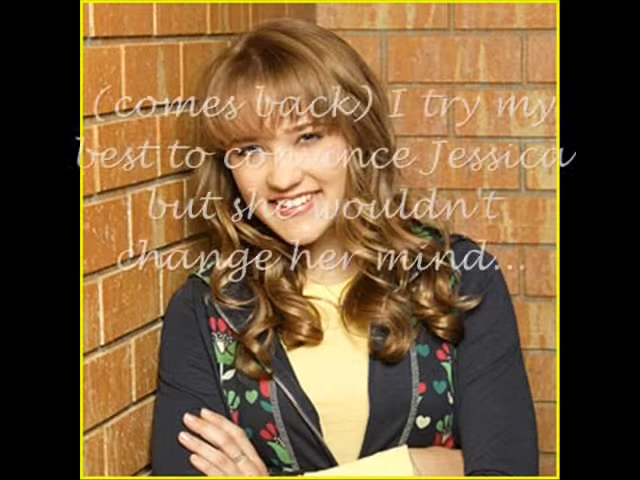 (comes back) I try my
best to convince Jessica
but she wouldn't
change her mind...